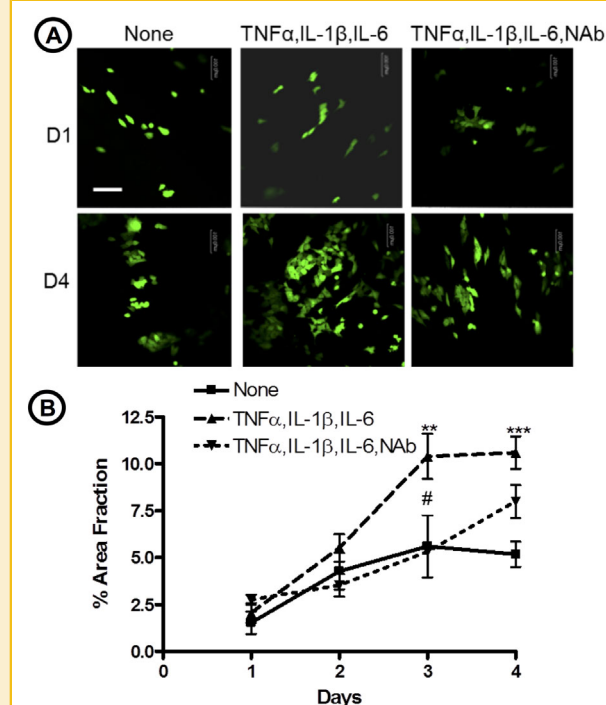 A
None TNFα,IL-1β,IL-6 TNFα,IL-1β,IL-6,NAb
D1
D4
B
None
TNFα,IL-1β,IL-6
TNFα,IL-1β,IL-6,NAb
12.5
10.0
7.5
5.0
2.5
0.0
% Area Fraction
** ***
#
0 1 2 3 4
Days